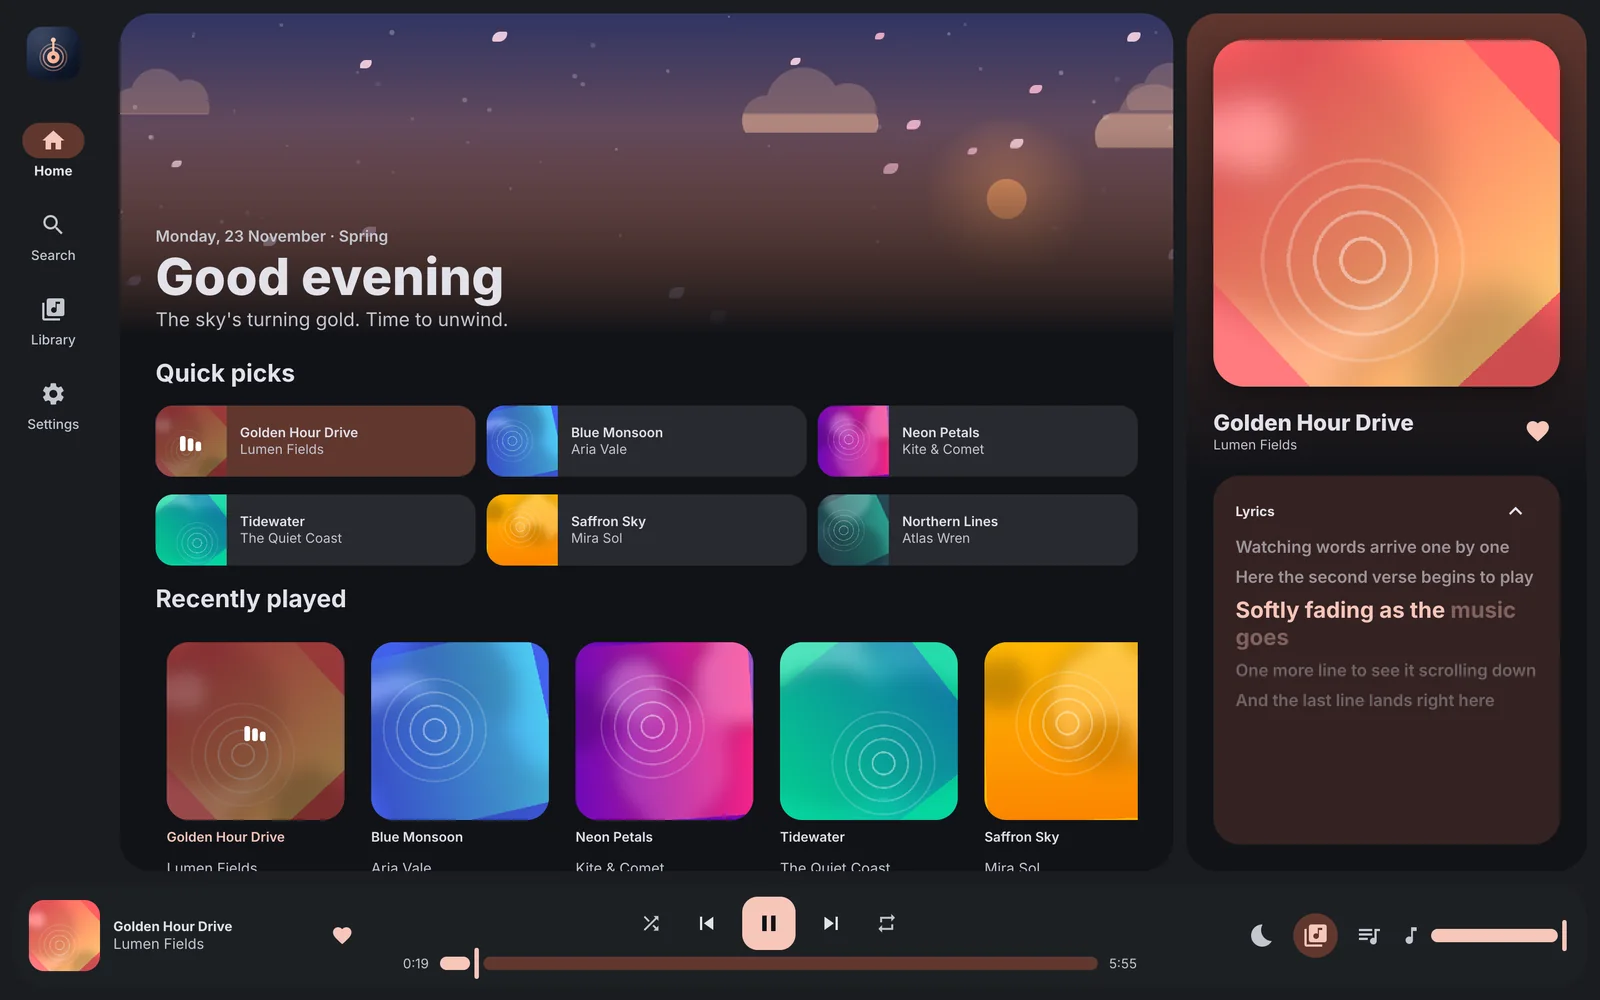 Home
Search
Library
Settings
Monday, 23 November · Spring
Good evening
The sky's turning gold. Time to unwind.
Quick picks
Golden Hour Drive
Lumen Fields
Blue Monsoon
Aria Vale
Neon Petals
Kite & Comet
Tidewater
The Quiet Coast
Saffron Sky
Mira Sol
Northern Lines
Atlas Wren
Recently played
Golden Hour Drive
Lumen Fields
Blue Monsoon
Aria Vale
Neon Petals
Kite & Comet
Tidewater
The Quiet Coast
Saffron Sky
Mira Sol
Golden Hour Drive
Lumen Fields
Lyrics
Watching words arrive one by one
Here the second verse begins to play
Softly fading as the music
goes
One more line to see it scrolling down
And the last line lands right here
Golden Hour Drive
Lumen Fields
0:19
5:55